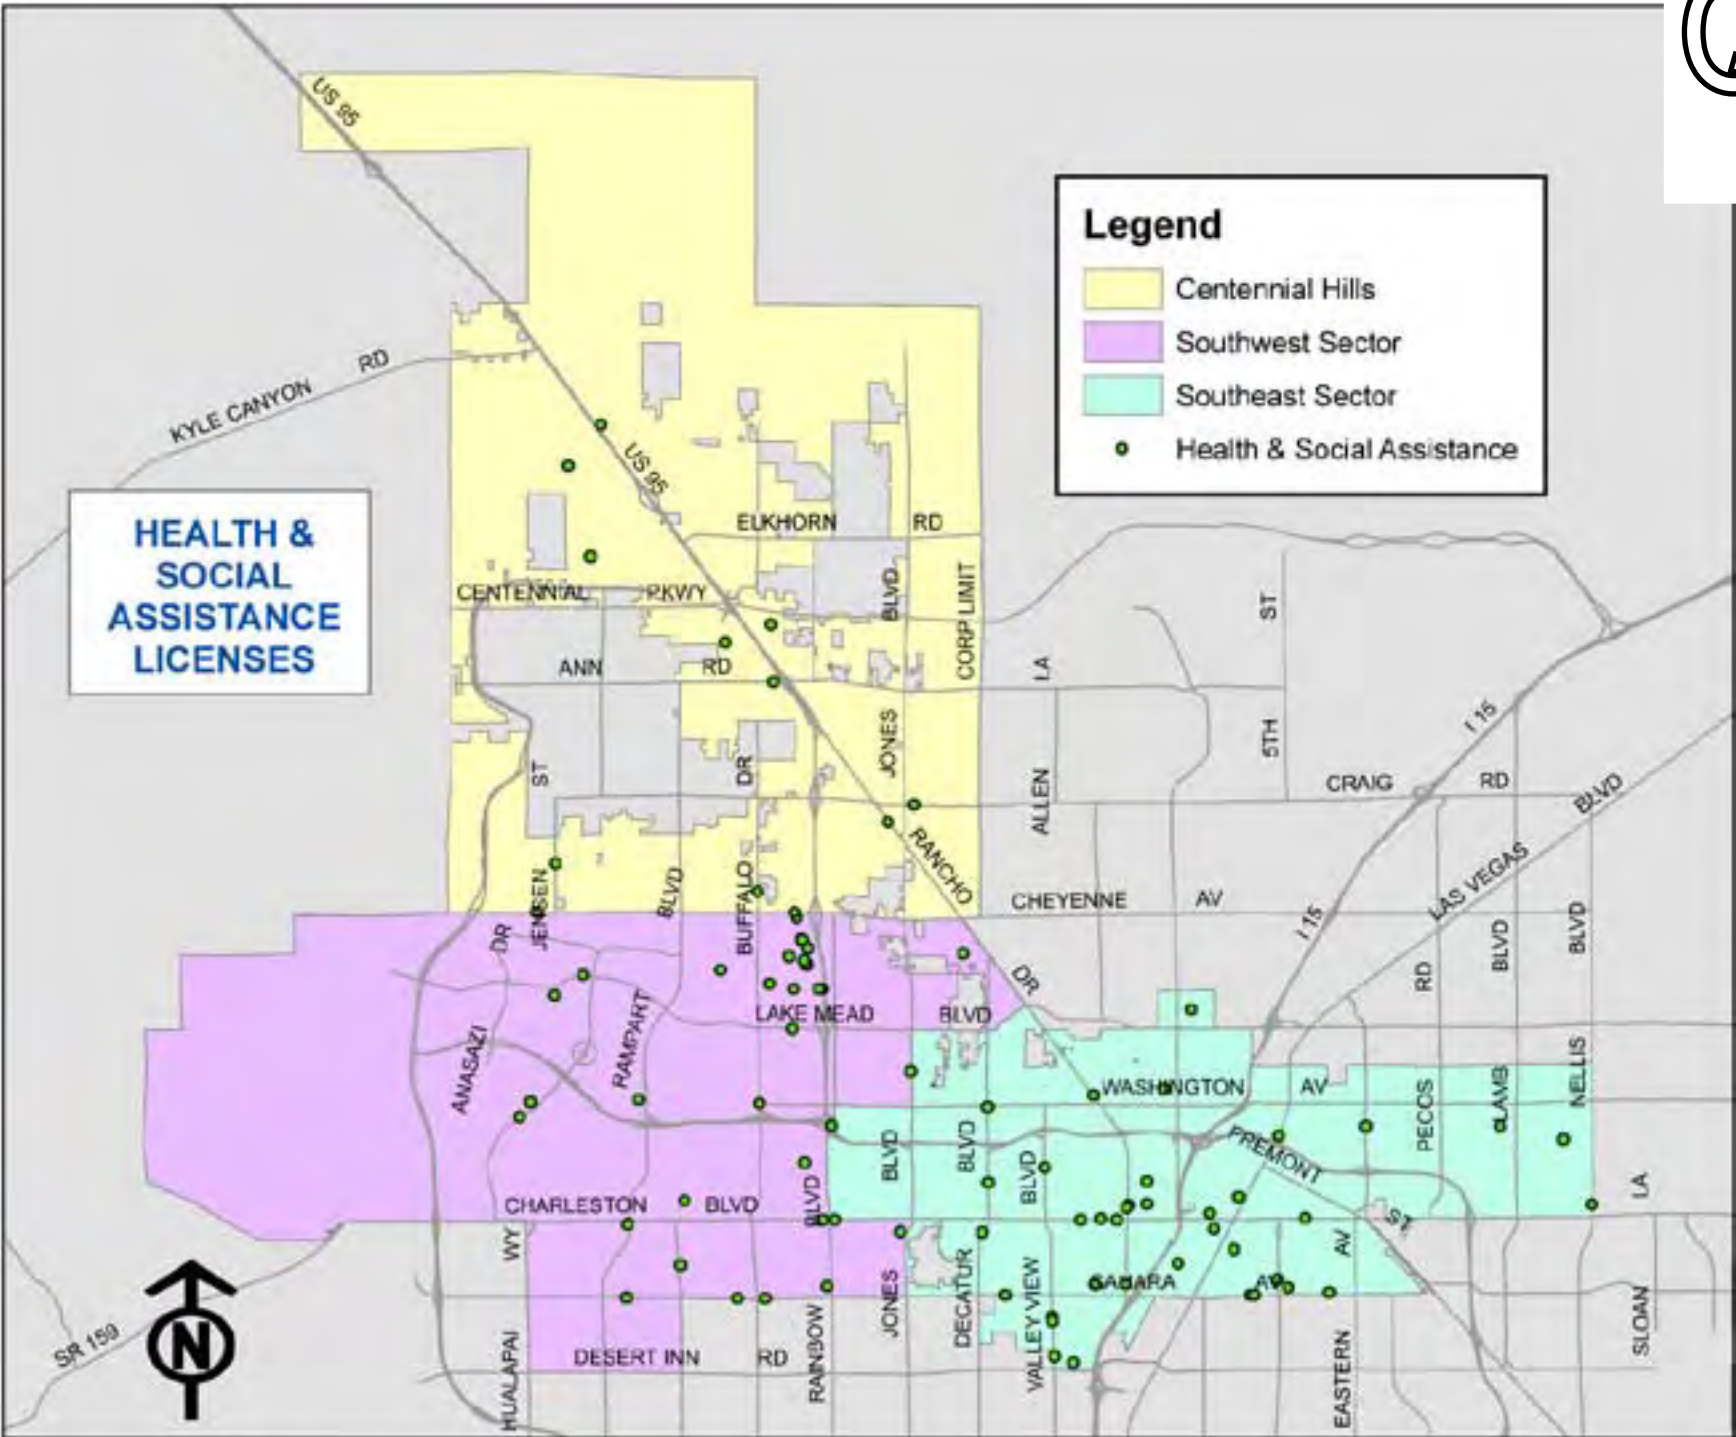 US 95
Legend
Centennial Hills
Southwest Sector
Southeast Sector
Health & Social Assistance
KYLE CANYON RD
US 95
HEALTH &
SOCIAL
ASSISTANCE
LICENSES
ELKHORN RD
CENTENNIAL PKWY
BLVD
CORP LIMIT
ST
LA
ANN RD
JONES
5TH
I 15
ST
DR
ALLEN
CRAIG RD
BLVD
RANCHO
JENSEN
BLVD
BUFFALO
CHEYENNE AV
LAS VEGAS
I 15
BLVD
BLVD
DR
DR
RD
LAKE MEAD BLVD
ANASAZI
RAMPART
WASHINGTON AV
PECOS
LAMB
NELLIS
FREMONT
BLVD
BLVD
BLVD
CHARLESTON BLVD
BLVD
LA
ST
WY
AV
SAHARA AV
DECATUR
VALLEY VIEW
JONES
RAINBOW
SLOAN
SR 159
N
DESERT INN RD
HUALAPAI
EASTERN